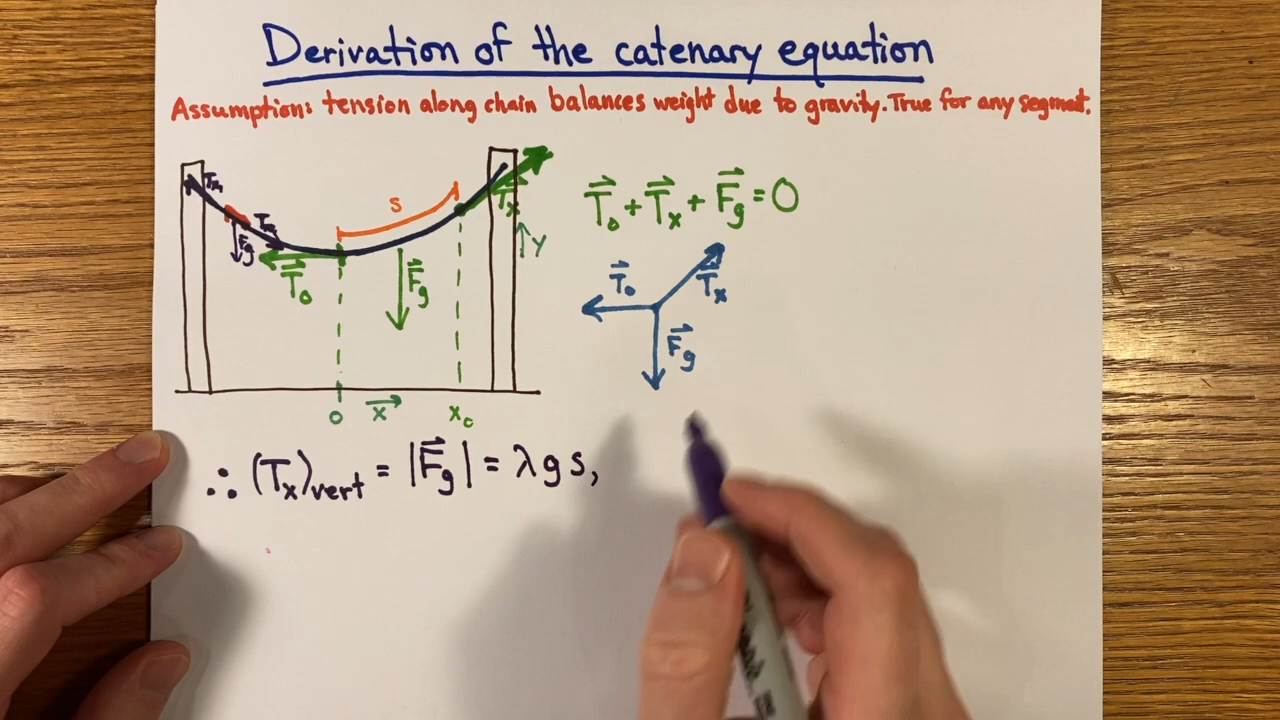 Derivation of the catenary equation
Assumption: tension along chain balances weight due to gravity. True for any segment.
T⃗₀ + T⃗ₓ + F⃗g = 0
s
T⃗ₓ
Fg
y
T⃗₀
F⃗g
T⃗₀
T⃗ₓ
F⃗g
0
x⃗
x₀
∴ (Tₓ)vert = |F⃗g| = λgs,